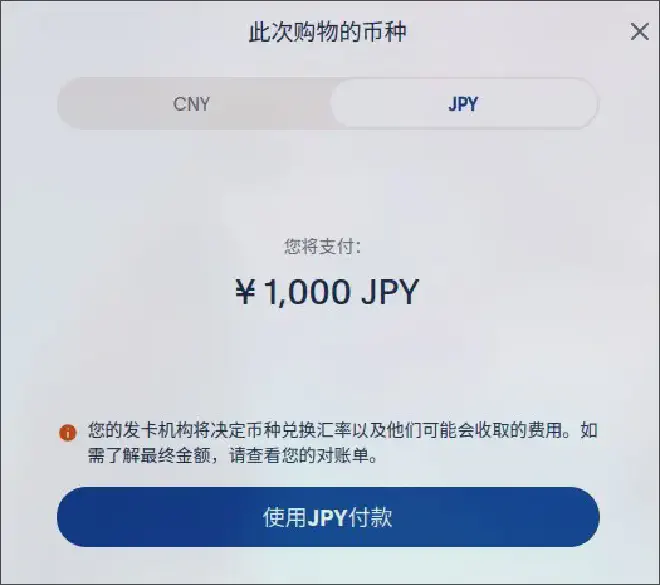 此次购物的币种
CNY
JPY
您将支付：
￥1,000 JPY
您的发卡机构将决定币种兑换汇率以及他们可能会收取的费用。如
需了解最终金额，请查看您的对账单。
使用JPY付款